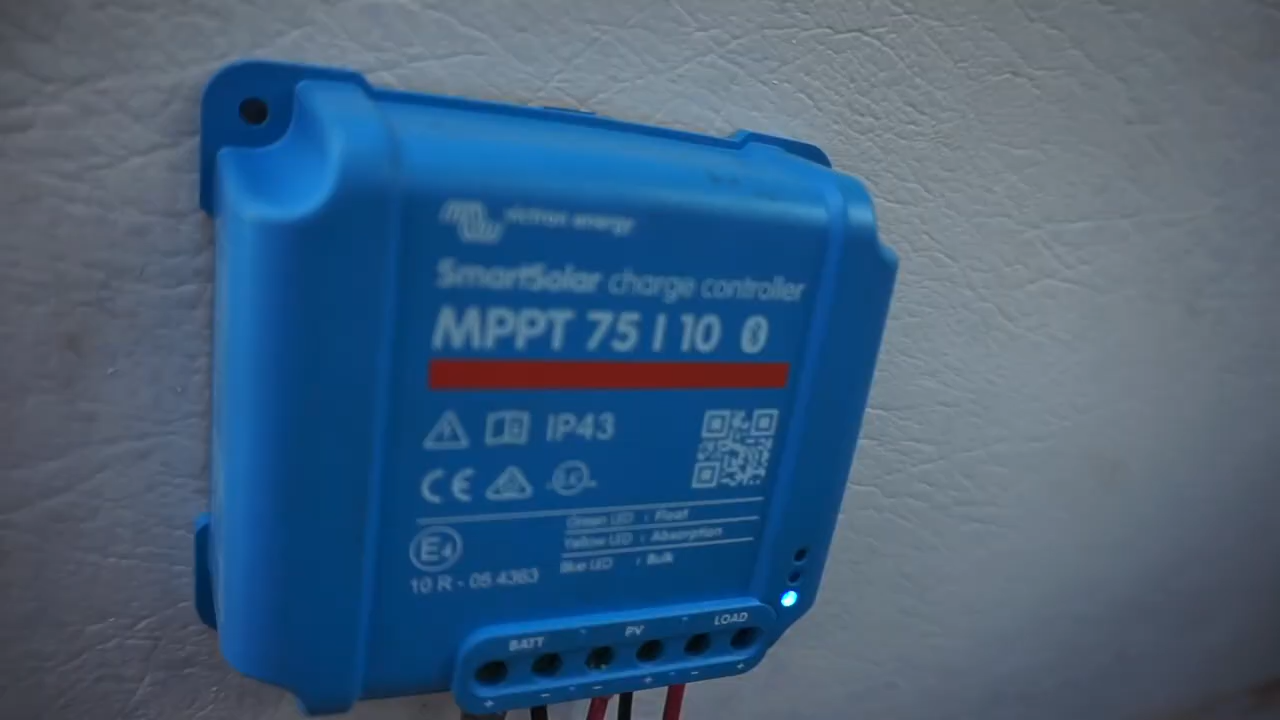 victron energy
SmartSolar charge controller
MPPT 75 | 10
IP43
CE
Green LED : Float
Yellow LED : Absorption
Blue LED : Bulk
E4
10 R - 05 4363
BATT PV LOAD
+ - - + - +